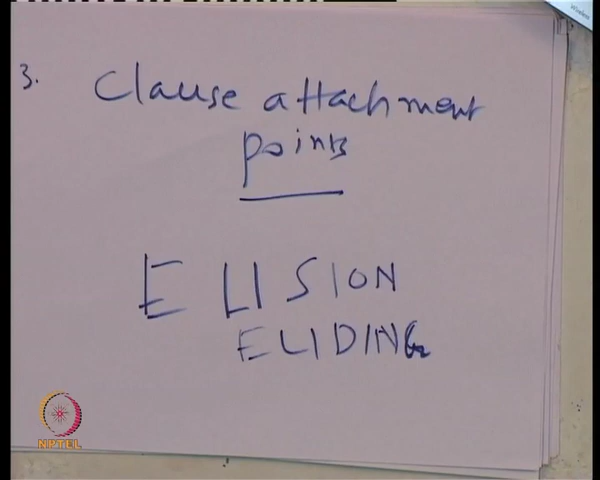 3. Clause attachment
points
ELISION
ELIDING
NPTEL